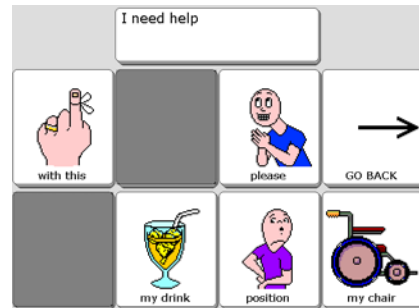 I need help
with this
please
GO BACK
my drink
position
my chair